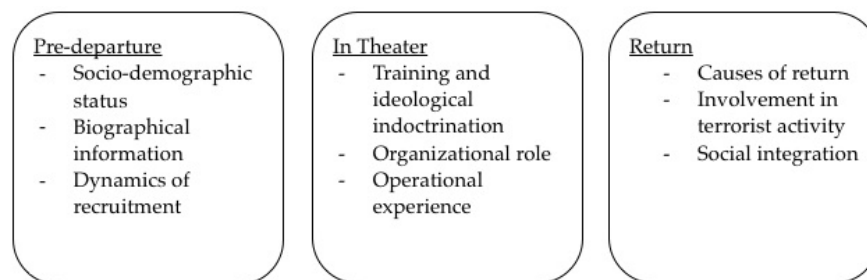 Pre-departure
- Socio-demographic
status
- Biographical
information
- Dynamics of
recruitment
In Theater
- Training and
ideological
indoctrination
- Organizational role
- Operational
experience
Return
- Causes of return
- Involvement in
terrorist activity
- Social integration